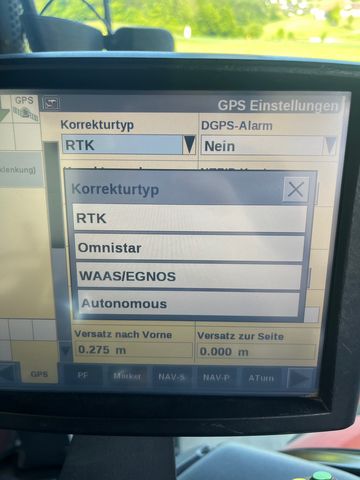 GPS
GPS Einstellungen
Korrekturtyp
DGPS-Alarm
RTK
Nein
Korrekturtyp
RTK
Omnistar
WAAS/EGNOS
Autonomous
Versatz nach Vorne
Versatz zur Seite
0.275 m
0.000 m
GPS
PF
Marker
NAV-S
NAV-P
ATurn